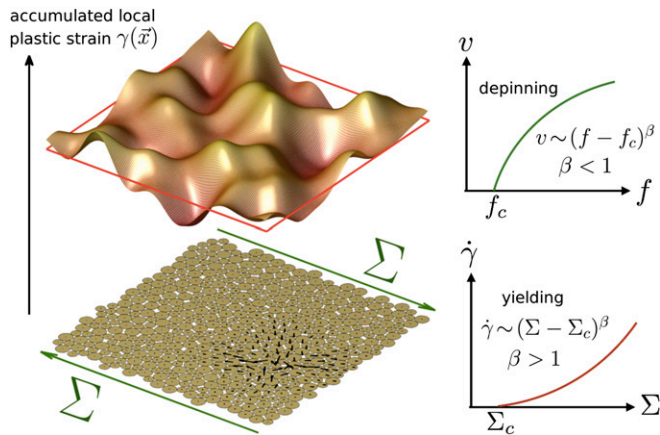 accumulated local
plastic strain γ(x⃗)
Σ
Σ
v
depinning
v ~ (f − f_c)^β
β < 1
f_c
f
γ̇
yielding
γ̇ ~ (Σ − Σ_c)^β
β > 1
Σ_c
Σ